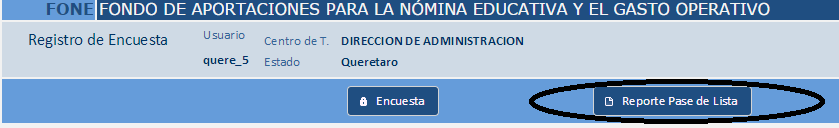 FONE FONDO DE APORTACIONES PARA LA NÓMINA EDUCATIVA Y EL GASTO OPERATIVO
Registro de Encuesta
Usuario Centro de T. DIRECCION DE ADMINISTRACION
quere_5 Estado Queretaro
Encuesta Reporte Pase de Lista